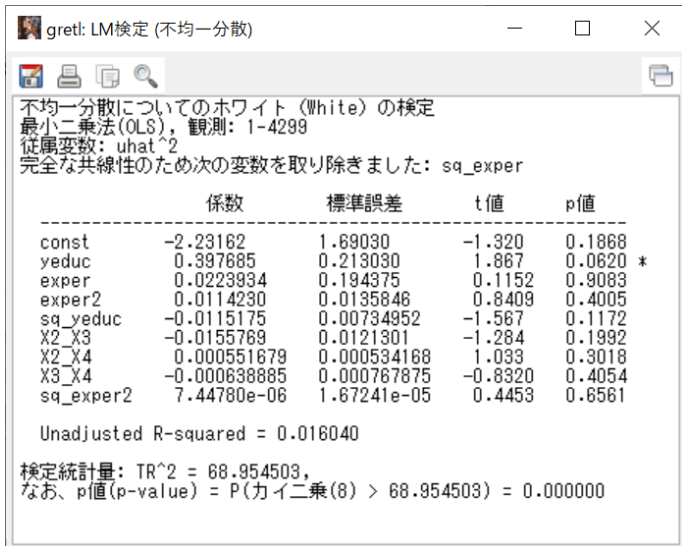 gretl: LM検定 (不均一分散)
不均一分散についてのホワイト (White) の検定
最小二乗法(OLS), 観測: 1-4299
従属変数: uhat^2
完全な共線性のため次の変数を取り除きました: sq_exper
係数 標準誤差 t値 p値
const -2.23162 1.69030 -1.320 0.1868
yeduc 0.397685 0.213030 1.867 0.0620 *
exper 0.0223934 0.194375 0.1152 0.9083
exper2 0.0114230 0.0135846 0.8409 0.4005
sq_yeduc -0.0115175 0.00734952 -1.567 0.1172
X2_X3 -0.0155769 0.0121301 -1.284 0.1992
X2_X4 0.000551679 0.000534168 1.033 0.3018
X3_X4 -0.000638885 0.000767875 -0.8320 0.4054
sq_exper2 7.44780e-06 1.67241e-05 0.4453 0.6561
Unadjusted R-squared = 0.016040
検定統計量: TR^2 = 68.954503,
なお、p値(p-value) = P(カイ二乗(8) > 68.954503) = 0.000000